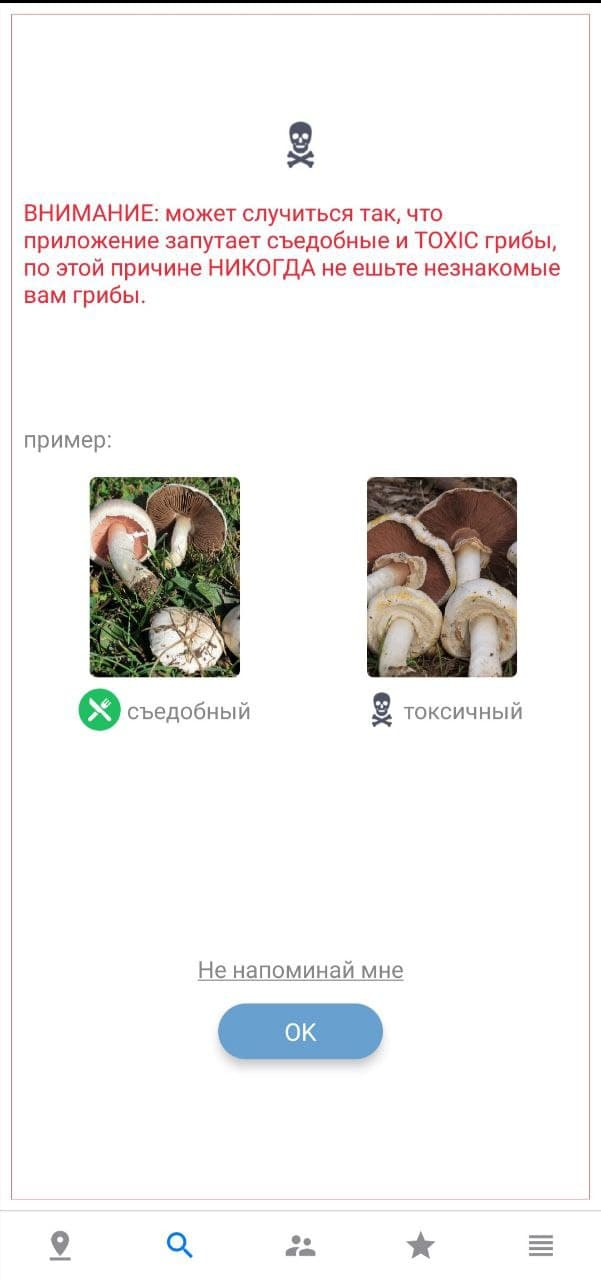 ВНИМАНИЕ: может случиться так, что
приложение запутает съедобные и TOXIC грибы,
по этой причине НИКОГДА не ешьте незнакомые
вам грибы.
пример:
съедобный
токсичный
Не напоминай мне
OK